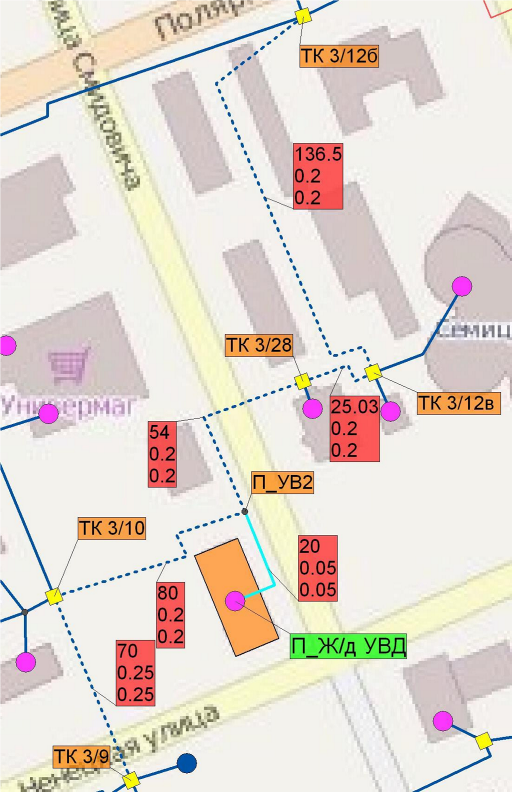 Поляр
ТК 3/12б
ица Смидовича
136.5
0.2
0.2
Семиц
ТК 3/28
Универмаг
25.03
0.2
0.2
ТК 3/12в
54
0.2
0.2
П_УВ2
ТК 3/10
20
0.05
0.05
80
0.2
0.2
П_Ж/д УВД
70
0.25
0.25
ТК 3/9
Ненецкая улица